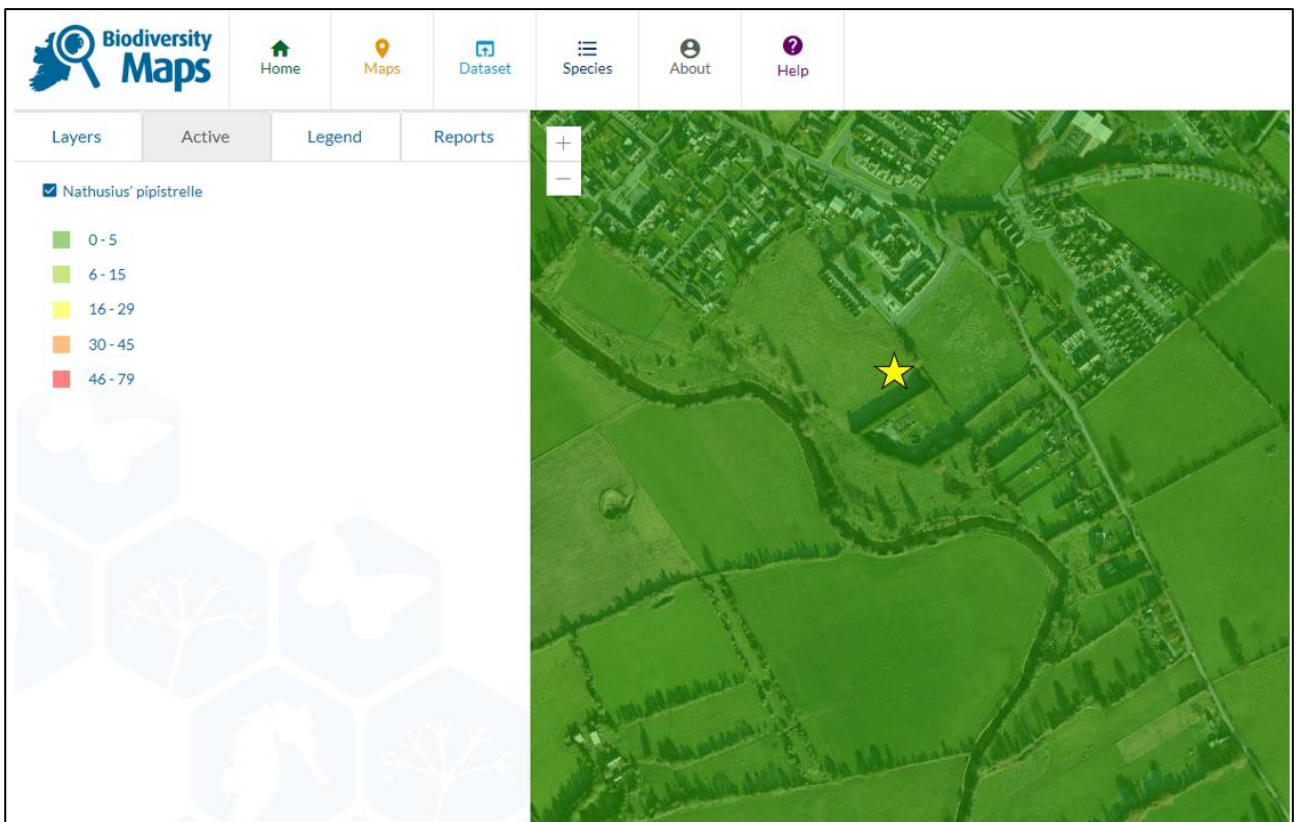 Biodiversity
Maps
Home
Maps
Dataset
Species
About
Help
Layers
Active
Legend
Reports
+
−
Nathusius' pipistrelle
0 - 5
6 - 15
16 - 29
30 - 45
46 - 79